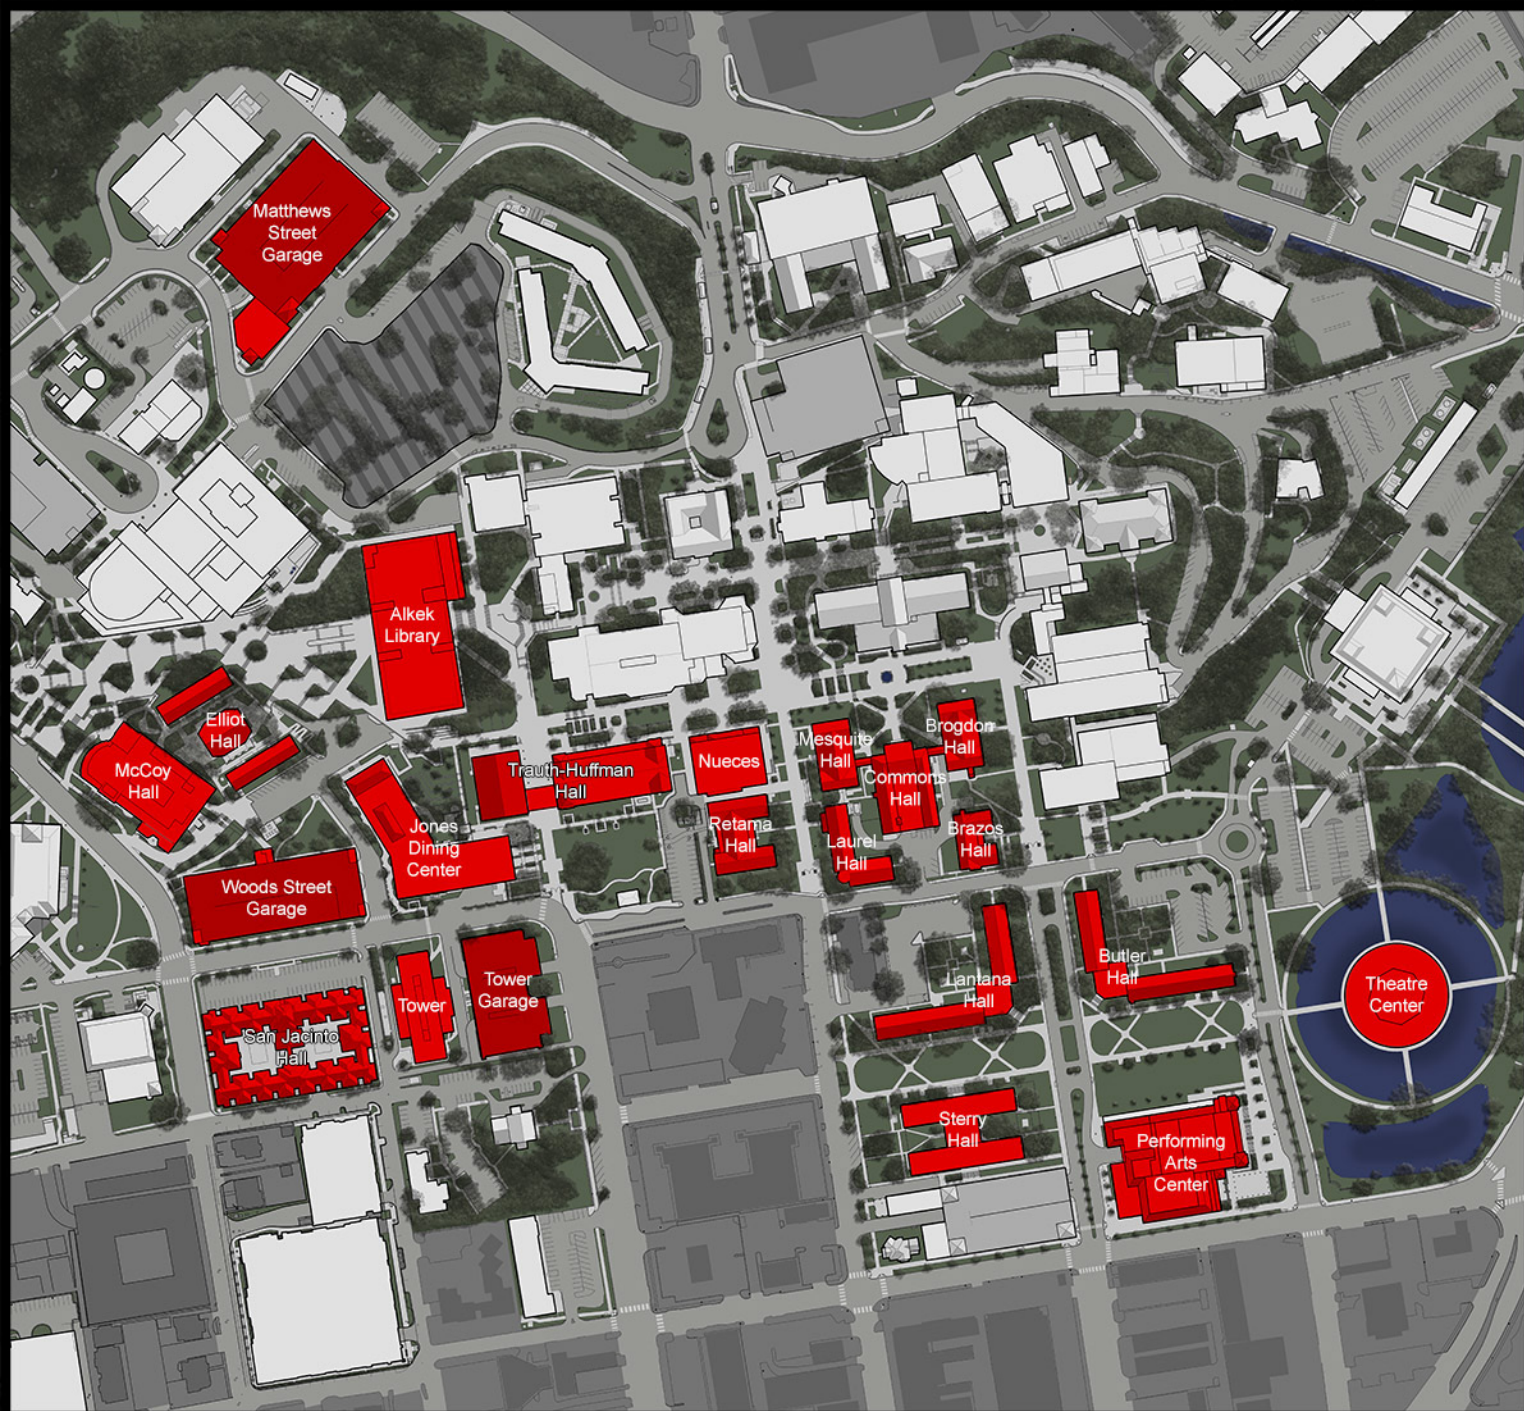 Matthews
Street
Garage
Alkek
Library
Elliot
Hall
McCoy
Hall
Trauth-Huffman
Hall
Nueces
Mesquite
Hall
Brogdon
Hall
Commons
Hall
Jones
Dining
Center
Retama
Hall
Laurel
Hall
Brazos
Hall
Woods Street
Garage
Tower
Garage
Tower
San Jacinto
Hall
Lantana
Hall
Butler
Hall
Theatre
Center
Sterry
Hall
Performing
Arts
Center